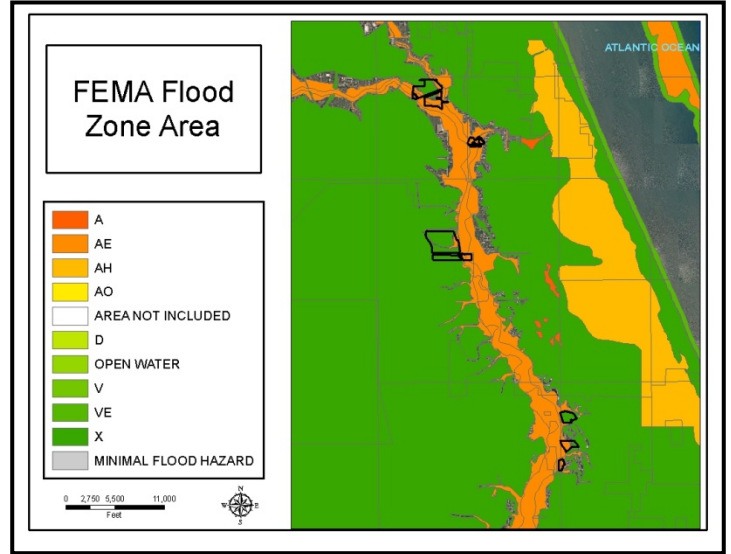 FEMA Flood
Zone Area
ATLANTIC OCEAN
A
AE
AH
AO
AREA NOT INCLUDED
D
OPEN WATER
V
VE
X
MINIMAL FLOOD HAZARD
0 2,750 5,500 11,000
Feet
N
W E
S